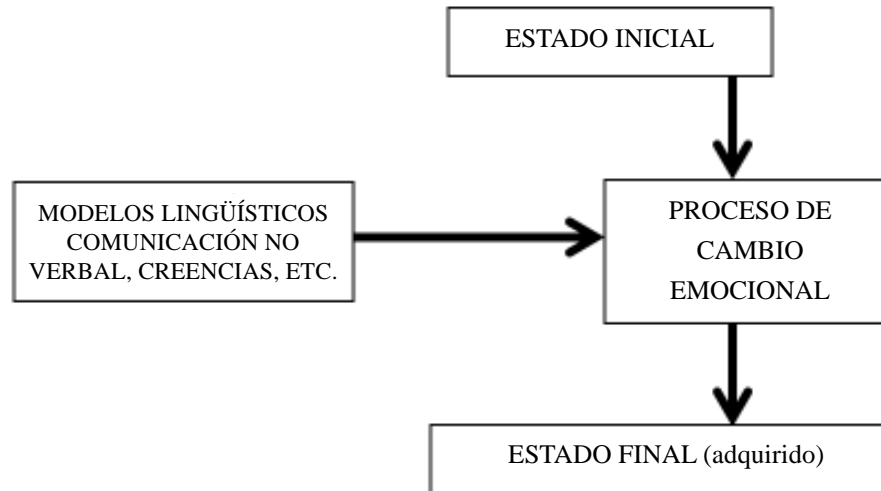 ESTADO INICIAL
MODELOS LINGÜÍSTICOS
COMUNICACIÓN NO
VERBAL, CREENCIAS, ETC.
PROCESO DE
CAMBIO
EMOCIONAL
ESTADO FINAL (adquirido)